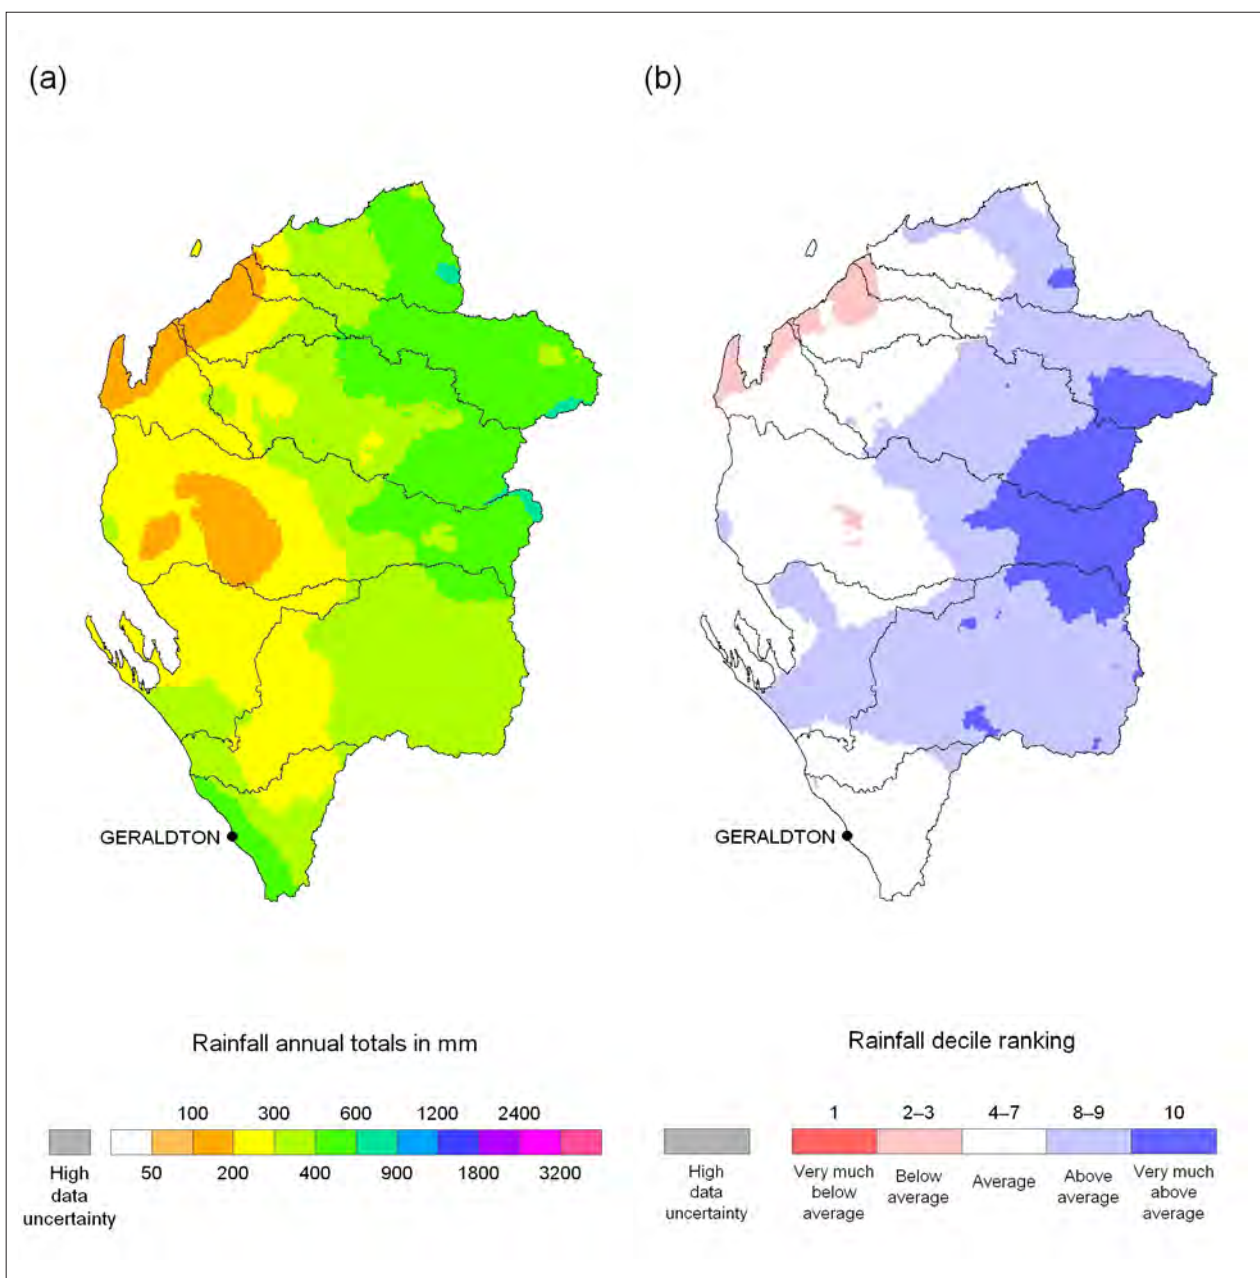 (a)
(b)
GERALDTON
GERALDTON
Rainfall annual totals in mm
100 300 600 1200 2400
50 200 400 900 1800 3200
High
data
uncertainty
Rainfall decile ranking
1 2–3 4–7 8–9 10
High
data
uncertainty
Very much
below
average
Below
average
Average
Above
average
Very much
above
average